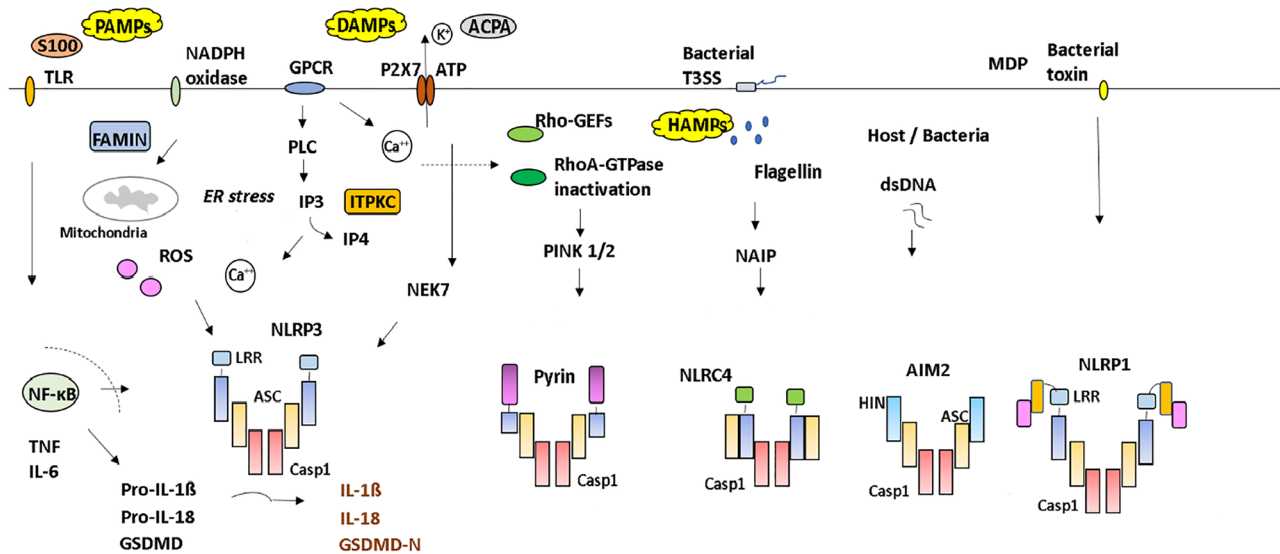 PAMPs
S100
TLR
NADPH
oxidase
GPCR
DAMPs
K⁺
ACPA
P2X7
ATP
Bacterial
T3SS
MDP
Bacterial
toxin
FAMIN
PLC
Ca⁺⁺
Rho-GEFs
HAMPs
Host / Bacteria
RhoA-GTPase
inactivation
Flagellin
dsDNA
ER stress
IP3
ITPKC
IP4
Mitochondria
ROS
Ca⁺⁺
PINK 1/2
NAIP
NEK7
NLRP3
LRR
ASC
Casp1
NF-κB
TNF
IL-6
Pro-IL-1ß
Pro-IL-18
GSDMD
IL-1ß
IL-18
GSDMD-N
Pyrin
Casp1
NLRC4
Casp1
AIM2
HIN
ASC
Casp1
NLRP1
LRR
Casp1